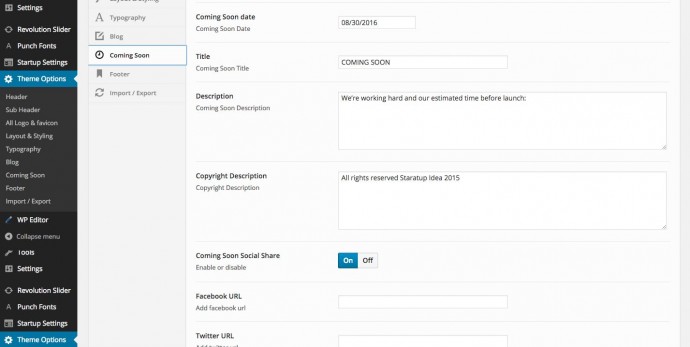 Settings
Revolution Slider
Punch Fonts
Startup Settings
Theme Options
Header
Sub Header
All Logo & favicon
Layout & Styling
Typography
Blog
Coming Soon
Footer
Import / Export
WP Editor
Collapse menu
Tools
Settings
Revolution Slider
Punch Fonts
Startup Settings
Theme Options
Layout & Styling
Typography
Blog
Coming Soon
Footer
Import / Export
Coming Soon date
Coming Soon Date
08/30/2016
Title
Coming Soon Title
COMING SOON
Description
Coming Soon Description
We're working hard and our estimated time before launch:
Copyright Description
Copyright Description
All rights reserved Staratup Idea 2015
Coming Soon Social Share
Enable or disable
On Off
Facebook URL
Add facebook url
Twitter URL
Add twitter url